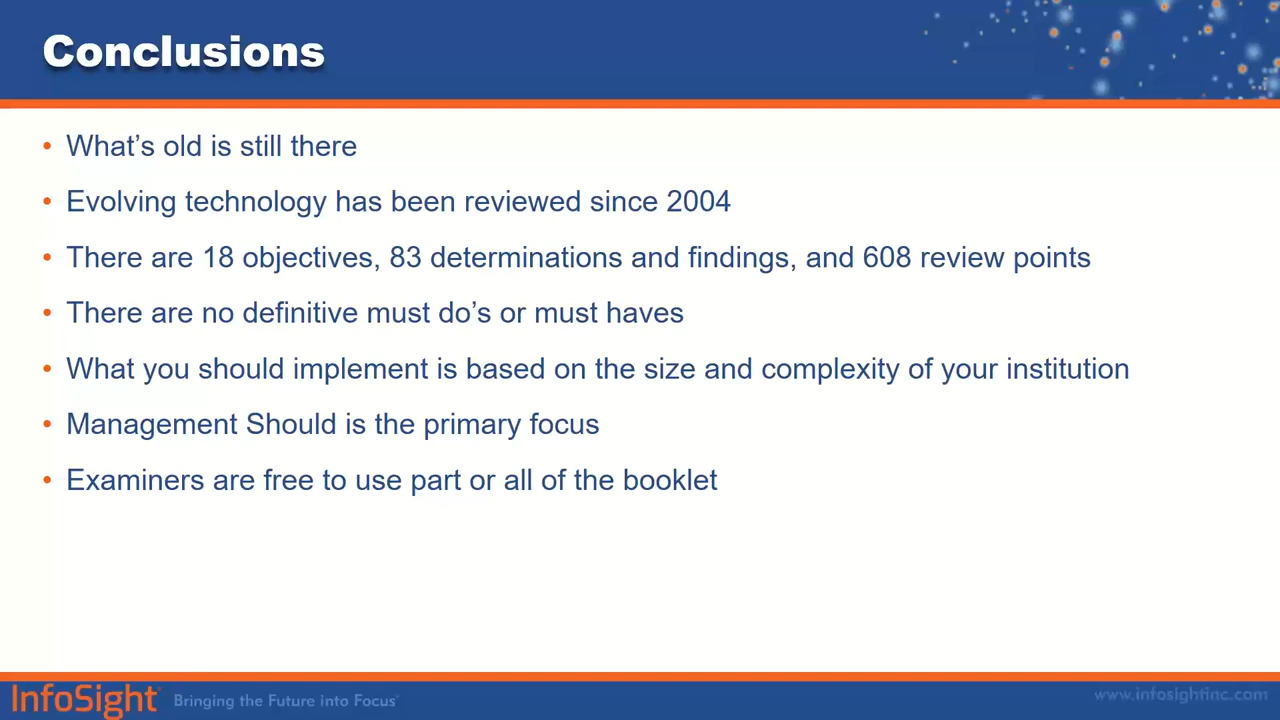 Conclusions
• What’s old is still there
• Evolving technology has been reviewed since 2004
• There are 18 objectives, 83 determinations and findings, and 608 review points
• There are no definitive must do’s or must haves
• What you should implement is based on the size and complexity of your institution
• Management Should is the primary focus
• Examiners are free to use part or all of the booklet
InfoSight Bringing the Future into Focus
www.infosightinc.com